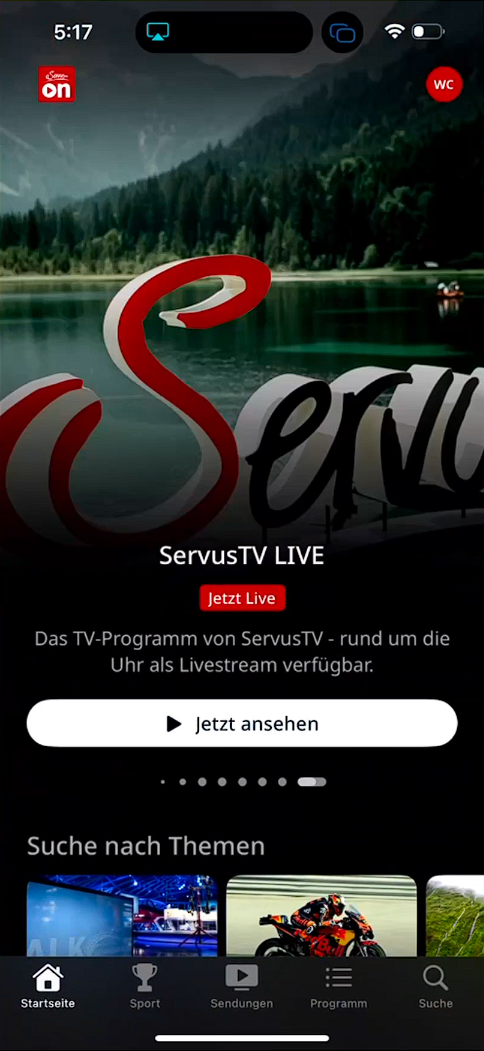 5:17
Servus
on
WC
Servu
ServusTV LIVE
Jetzt Live
Das TV-Programm von ServusTV - rund um die
Uhr als Livestream verfügbar.
Jetzt ansehen
Suche nach Themen
ALK
Startseite
Sport
Sendungen
Programm
Suche